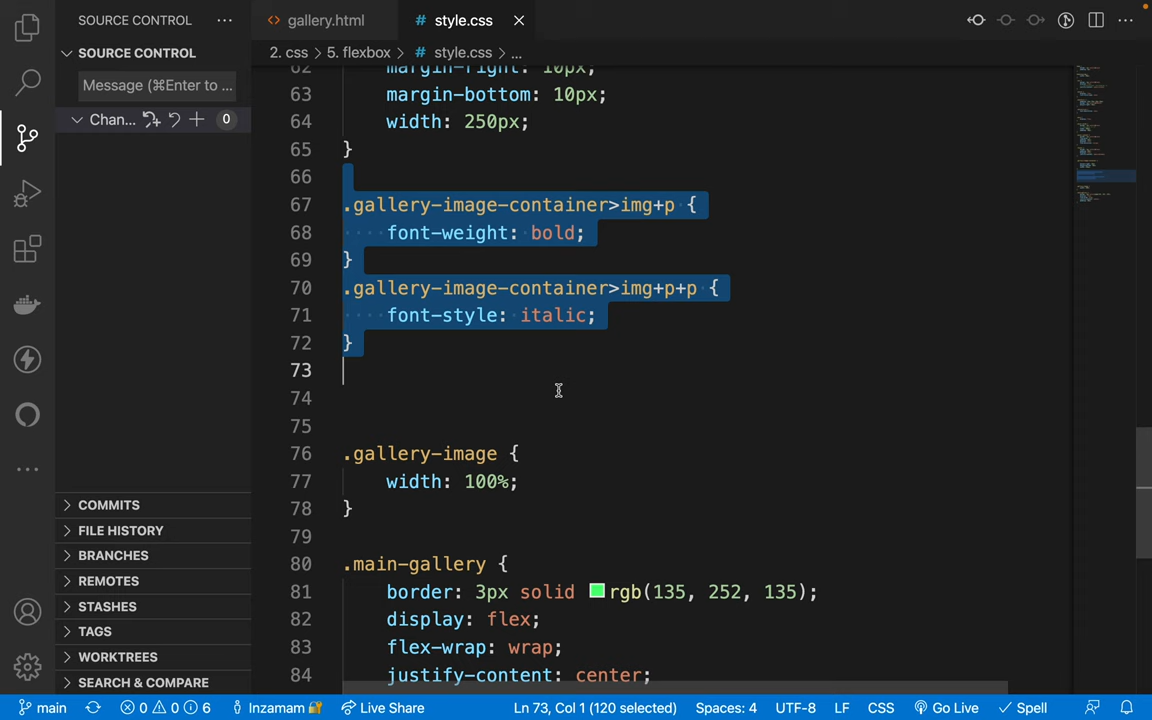 SOURCE CONTROL ...
gallery.html
# style.css ×
SOURCE CONTROL
2. css > 5. flexbox > # style.css > ...
Message (⌘Enter to ...
Chan... 0
62 margin-right: 10px;
63 margin-bottom: 10px;
64 width: 250px;
65 }
66
67 .gallery-image-container>img+p {
68 font-weight: bold;
69 }
70 .gallery-image-container>img+p+p {
71 font-style: italic;
72 }
73
74
75
76 .gallery-image {
77 width: 100%;
78 }
79
80 .main-gallery {
81 border: 3px solid rgb(135, 252, 135);
82 display: flex;
83 flex-wrap: wrap;
84 justify-content: center;
COMMITS
FILE HISTORY
BRANCHES
REMOTES
STASHES
TAGS
WORKTREES
SEARCH & COMPARE
main 0 0 6 Inzamam Live Share Ln 73, Col 1 (120 selected) Spaces: 4 UTF-8 LF CSS Go Live Spell